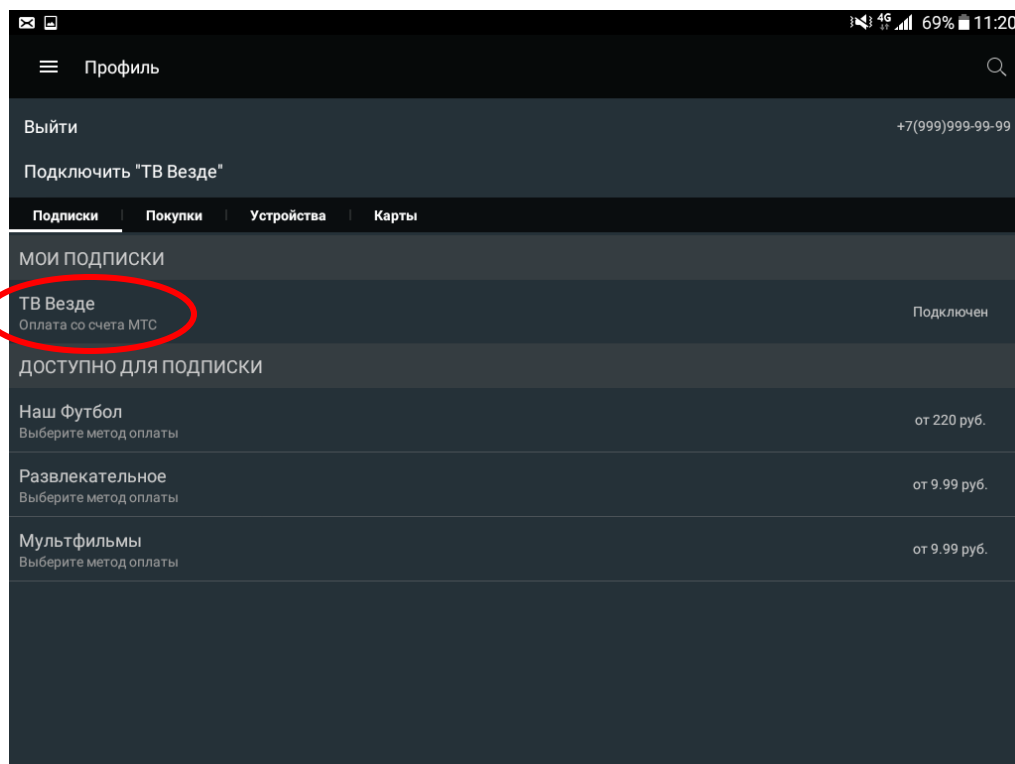 4G 69% 11:20
Профиль
Выйти +7(999)999-99-99
Подключить "ТВ Везде"
Подписки Покупки Устройства Карты
МОИ ПОДПИСКИ
ТВ Везде
Оплата со счета МТС
Подключен
ДОСТУПНО ДЛЯ ПОДПИСКИ
Наш Футбол
Выберите метод оплаты
от 220 руб.
Развлекательное
Выберите метод оплаты
от 9.99 руб.
Мультфильмы
Выберите метод оплаты
от 9.99 руб.